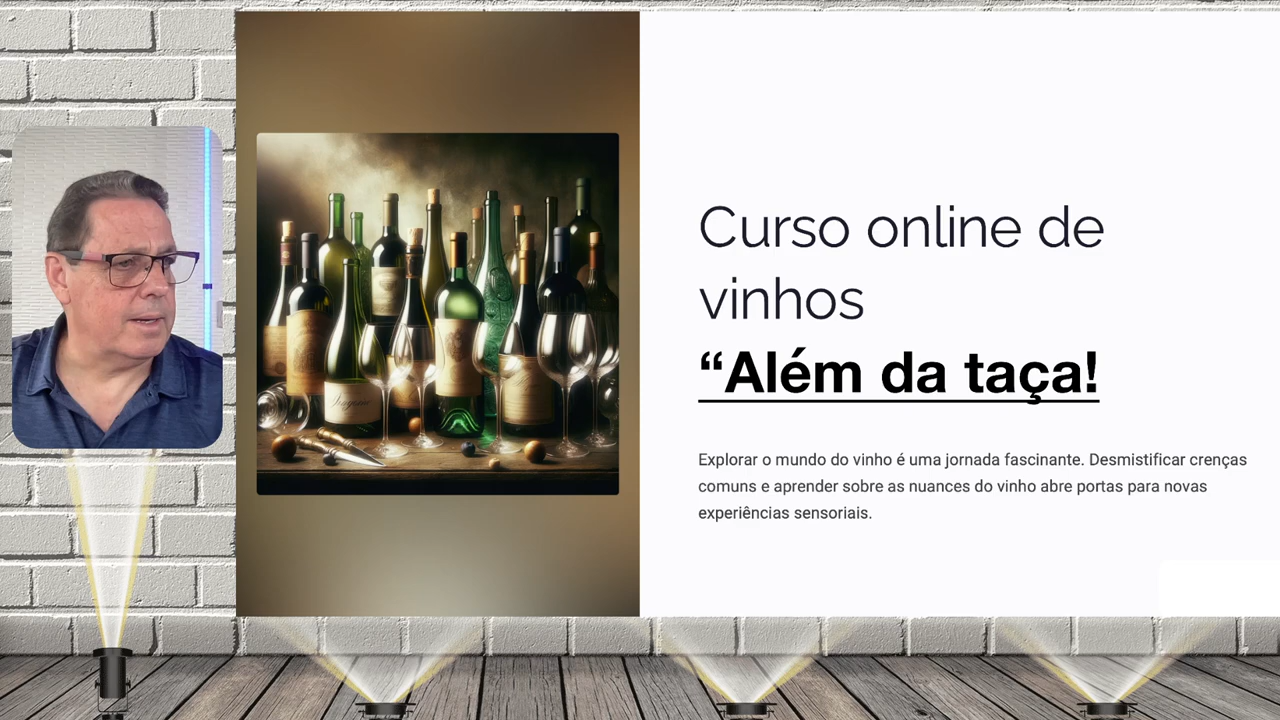 Curso online de
vinhos
“Além da taça!
Explorar o mundo do vinho é uma jornada fascinante. Desmistificar crenças
comuns e aprender sobre as nuances do vinho abre portas para novas
experiências sensoriais.